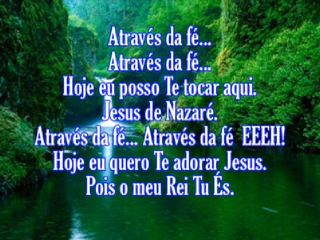 Através da fé...
Através da fé...
Hoje eu posso Te tocar aqui.
Jesus de Nazaré.
Através da fé... Através da fé  EEEH!
Hoje eu quero Te adorar Jesus.
Pois o meu Rei Tu És.